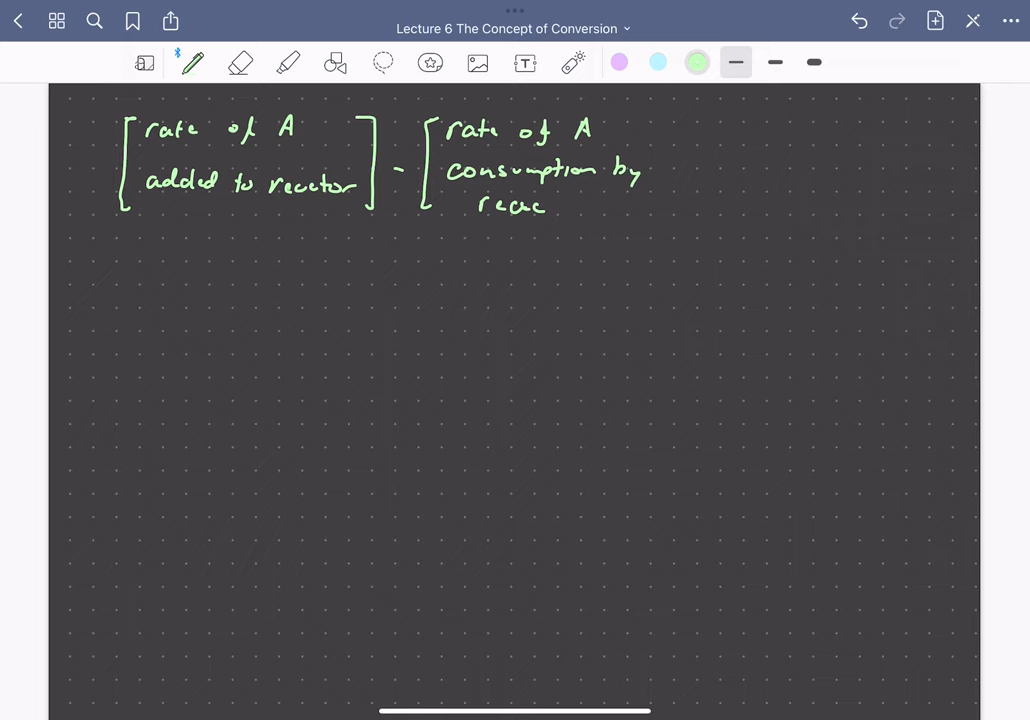 Lecture 6 The Concept of Conversion
[rate of A] - [rate of A
added to reactor consumption by
reac